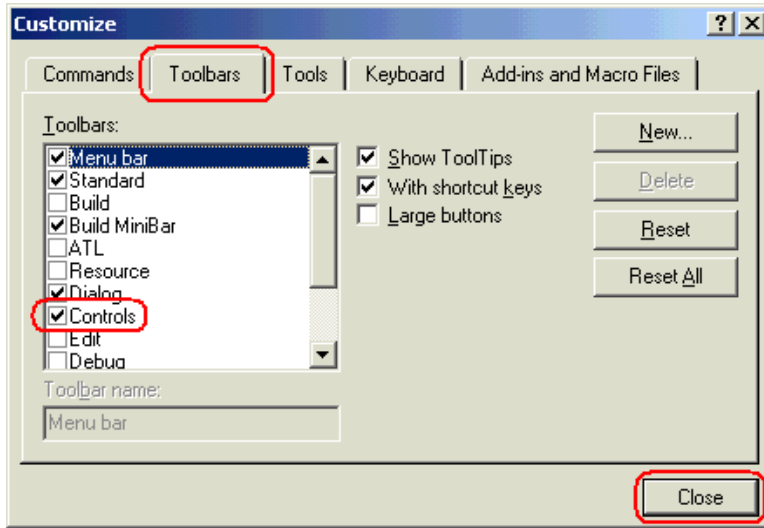 Customize
Commands Toolbars Tools Keyboard Add-ins and Macro Files
Toolbars:
Menu bar
Standard
Build
Build MiniBar
ATL
Resource
Dialog
Controls
Edit
Debug
Show ToolTips
With shortcut keys
Large buttons
New...
Delete
Reset
Reset All
Toolbar name:
Menu bar
Close